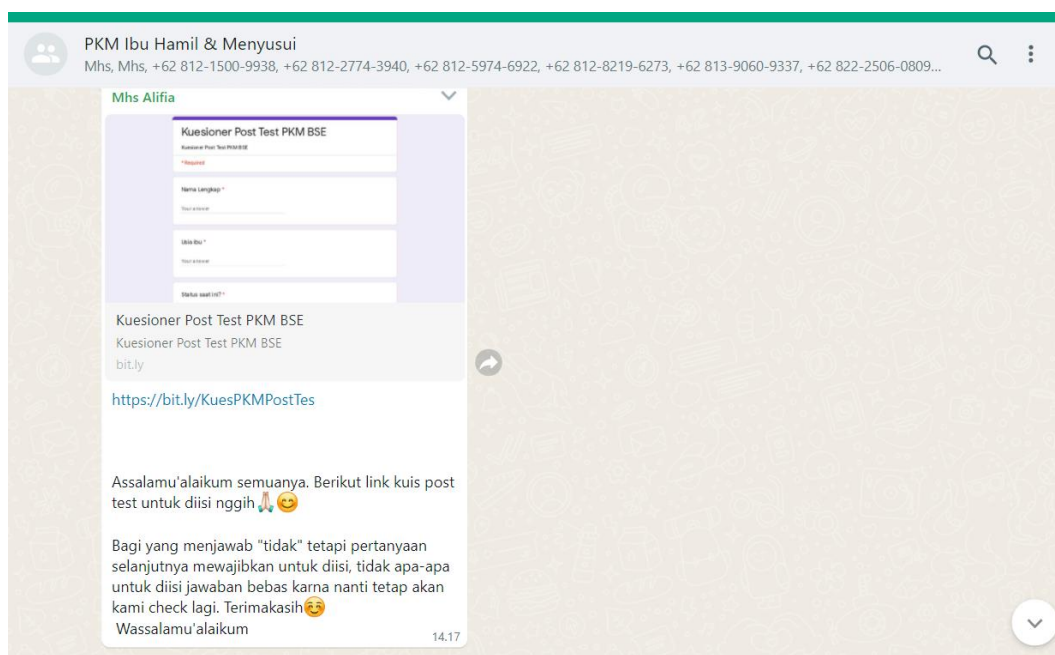 PKM Ibu Hamil & Menyusui
Mhs, Mhs, +62 812-1500-9938, +62 812-2774-3940, +62 812-5974-6922, +62 812-8219-6273, +62 813-9060-9337, +62 822-2506-0809...
Mhs Alifia
Kuesioner Post Test PKM BSE
Kuesioner Post Test PKM BSE
*Required
Nama Lengkap *
Your answer
Usia Ibu *
Your answer
Status saat ini? *
Kuesioner Post Test PKM BSE
Kuesioner Post Test PKM BSE
bit.ly
https://bit.ly/KuesPKMPostTes
Assalamu'alaikum semuanya. Berikut link kuis post
test untuk diisi nggih🙏🏻😊
Bagi yang menjawab "tidak" tetapi pertanyaan
selanjutnya mewajibkan untuk diisi, tidak apa-apa
untuk diisi jawaban bebas karna nanti tetap akan
kami check lagi. Terimakasih☺️
Wassalamu'alaikum
14.17